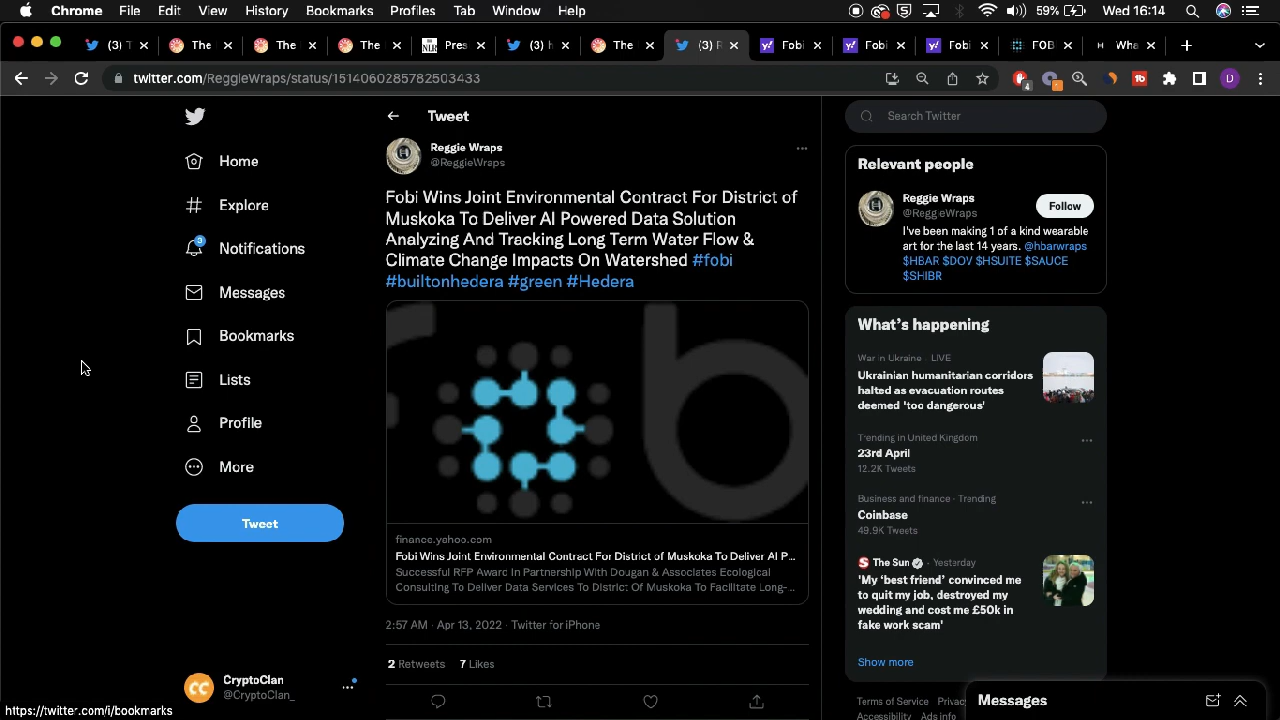 Chrome File Edit View History Bookmarks Profiles Tab Window Help 59% Wed 16:14
(3) T The The The Pres (3) h The (3) R Fobi Fobi Fobi FOB Wha
twitter.com/ReggieWraps/status/1514060285782503433
Tweet
Search Twitter
Home
Explore
3
Notifications
Messages
Bookmarks
Lists
Profile
More
Tweet
CryptoClan
@CryptoClan_
https://twitter.com/i/bookmarks
Reggie Wraps
@ReggieWraps
Fobi Wins Joint Environmental Contract For District of
Muskoka To Deliver AI Powered Data Solution
Analyzing And Tracking Long Term Water Flow &
Climate Change Impacts On Watershed #fobi
#builtonhedera #green #Hedera
finance.yahoo.com
Fobi Wins Joint Environmental Contract For District of Muskoka To Deliver AI P...
Successful RFP Award In Partnership With Dougan & Associates Ecological
Consulting To Deliver Data Services To District Of Muskoka To Facilitate Long-...
2:57 AM · Apr 13, 2022 · Twitter for iPhone
2 Retweets 7 Likes
Relevant people
Reggie Wraps
@ReggieWraps
Follow
I've been making 1 of a kind wearable
art for the last 14 years. @hbarwraps
$HBAR $DOV $HSUITE $SAUCE
$SHIBR
What's happening
War in Ukraine · LIVE
Ukrainian humanitarian corridors
halted as evacuation routes
deemed 'too dangerous'
Trending in United Kingdom
23rd April
12.2K Tweets
Business and finance · Trending
Coinbase
49.9K Tweets
The Sun · Yesterday
'My 'best friend' convinced me
to quit my job, destroyed my
wedding and cost me £50k in
fake work scam'
Show more
Terms of Service Privac
Accessibility Ads info
Messages